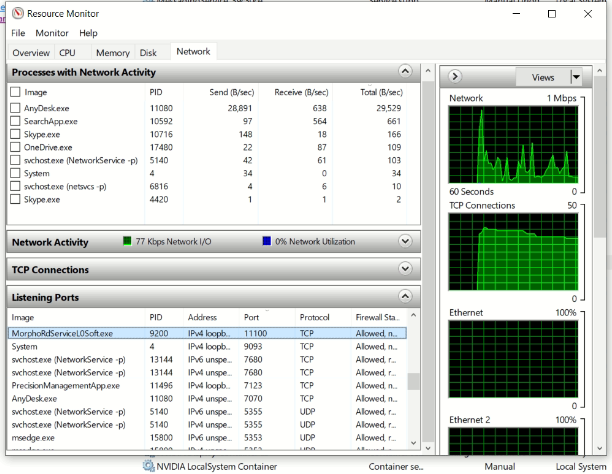 Resource Monitor
File Monitor Help
Overview CPU Memory Disk Network
Processes with Network Activity
Image PID Send (B/sec) Receive (B/sec) Total (B/sec)
AnyDesk.exe 11080 28,891 638 29,529
SearchApp.exe 10592 97 564 661
Skype.exe 10716 148 18 166
OneDrive.exe 17480 22 87 109
svchost.exe (NetworkService -p) 5140 42 61 103
System 4 34 0 34
svchost.exe (netsvcs -p) 6816 4 6 10
Skype.exe 4420 1 1 2
Network Activity 77 Kbps Network I/O 0% Network Utilization
TCP Connections
Listening Ports
Image PID Address Port Protocol Firewall Sta...
MorphoRdServiceL0Soft.exe 9200 IPv4 loopb... 11100 TCP Allowed, n...
System 4 IPv4 loopb... 9093 TCP Allowed, n...
svchost.exe (NetworkService -p) 13144 IPv6 unspe... 7680 TCP Allowed, r...
svchost.exe (NetworkService -p) 13144 IPv4 unspe... 7680 TCP Allowed, r...
PrecisionManagementApp.exe 11496 IPv4 loopb... 7123 TCP Allowed, n...
AnyDesk.exe 11080 IPv4 unspe... 7070 TCP Allowed, n...
svchost.exe (NetworkService -p) 5140 IPv6 unspe... 5355 UDP Allowed, r...
svchost.exe (NetworkService -p) 5140 IPv4 unspe... 5355 UDP Allowed, r...
msedge.exe 15800 IPv6 unspe... 5353 UDP Allowed, r...
msedge.exe 15800 IPv4 unspe... 5353 UDP Allowed, r...
Views
Network 1 Mbps
60 Seconds 0
TCP Connections 50
0
Ethernet 100%
0
Ethernet 2 100%
NVIDIA LocalSystem Container Container se... Manual Local System